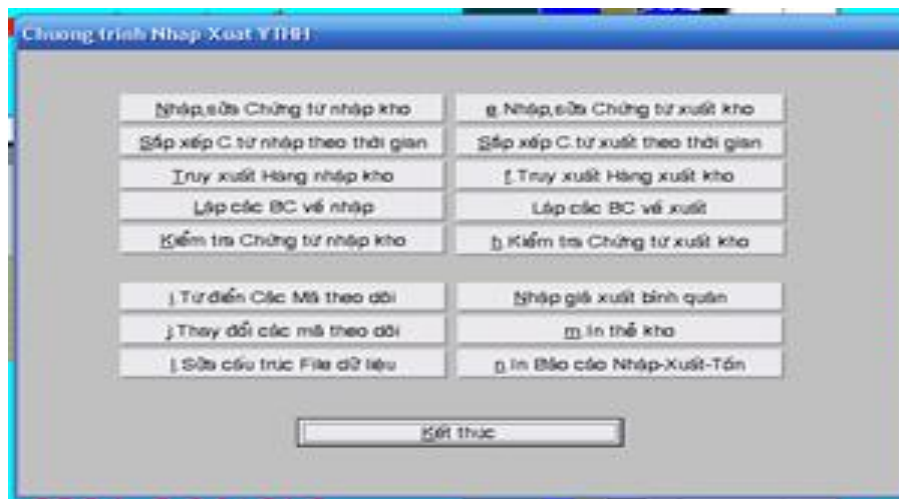 Chuong trình Nhap Xuat YTHH
Nhập,sửa Chứng từ nhập kho
e.Nhập,sửa Chứng từ xuất kho
Sắp xếp C.từ nhập theo thời gian
Sắp xếp C.từ xuất theo thời gian
Truy xuất Hàng nhập kho
f.Truy xuất Hàng xuất kho
Lập các BC về nhập
Lập các BC về xuất
Kiểm tra Chứng từ nhập kho
h.Kiểm tra Chứng từ xuất kho
i.Từ điển Các Mã theo dõi
Nhập giá xuất bình quân
j.Thay đổi các mã theo dõi
m.In thẻ kho
l.Sửa cấu trúc File dữ liệu
n.In Báo cáo Nhập-Xuất-Tồn
Kết thúc